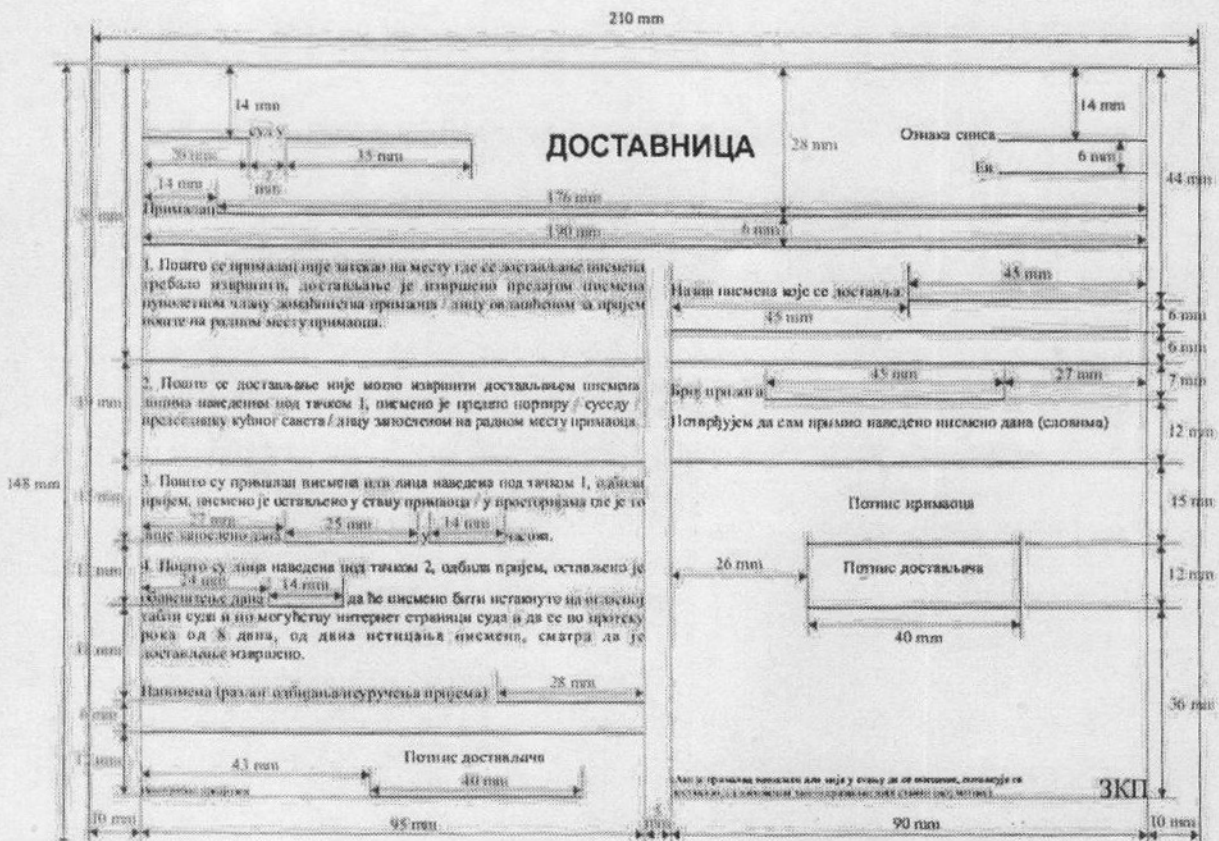 210 mm
14 mm
14 mm
суд у
ДОСТАВНИЦА
28 mm
Ознака списа
35 mm
6 mm
44 mm
7 mm
14 mm
176 mm
Прималац
190 mm
6 mm
1. Пошто се прималац није затекао на месту где се достављање писмена
требало извршити, достављање је извршено предајом писмена
пунолетном члану домаћинства примаоца / лицу овлашћеном за пријем
поште на радном месту примаоца.
45 mm
Назив писмена које се доставља
45 mm
6 mm
6 mm
2. Пошто се достављање није могло извршити достављањем писмена
лицима наведеним под тачком 1, писмено је предато портиру / суседу /
председнику кућног савета / лицу запосленом на радном месту примаоца.
45 mm
27 mm
7 mm
Број прилога
Потврђујем да сам примио наведено писмено дана (словима)
12 mm
148 mm
3. Пошто су прималац писмена или лица наведена под тачком 1, одбили
пријем, писмено је остављено у стану примаоца / у просторијама где је то
27 mm
25 mm
14 mm
лице запослено дана
у
часова.
Потпис примаоца
15 mm
4. Пошто су лица наведена под тачком 2, одбила пријем, остављено је
24 mm
14 mm
обавештење дана
да ће писмено бити истакнуто на огласној
табли суда и по могућству интернет страници суда и да се по протеку
рока од 8 дана, од дана истицања писмена, сматра да је
достављање извршено.
26 mm
Потпис достављача
12 mm
40 mm
Напомена (разлог одбијања/неуручења пријема)
28 mm
6 mm
36 mm
Потпис достављача
43 mm
40 mm
ЗКП
10 mm
95 mm
5 mm
90 mm
10 mm